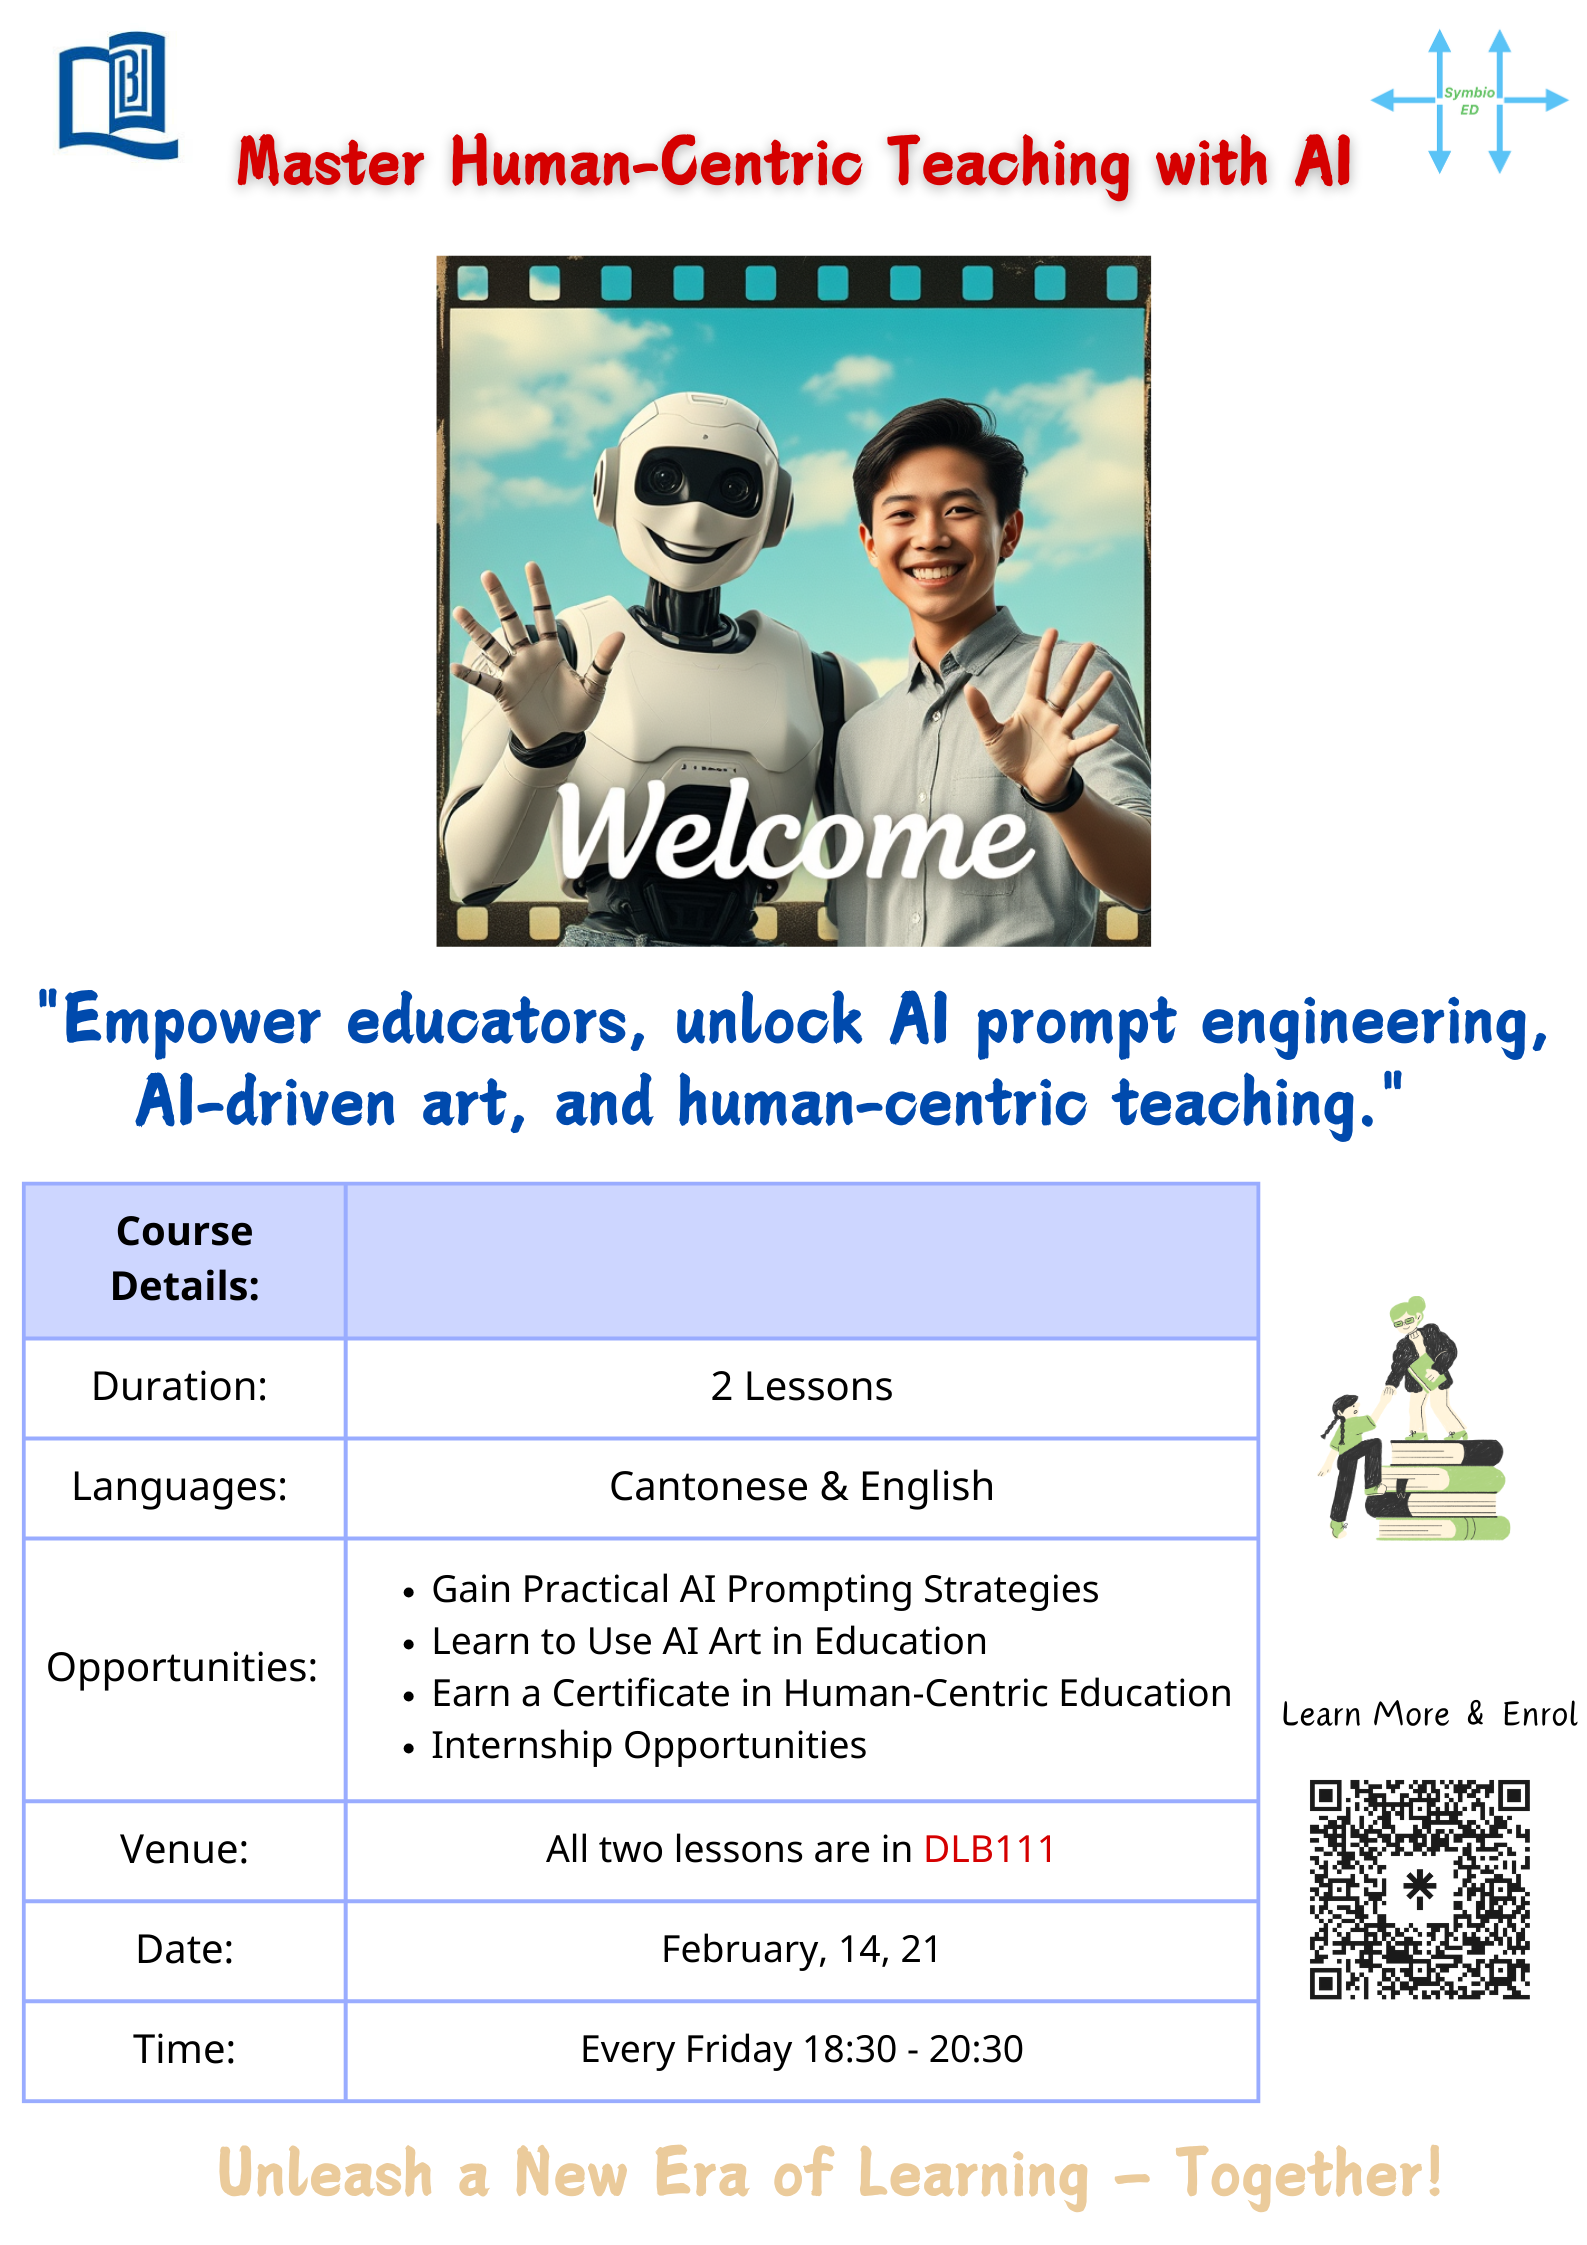 Symbio
ED
Master Human-Centric Teaching with AI
Welcome
"Empower educators, unlock AI prompt engineering,
AI-driven art, and human-centric teaching."
Course
Details:
Duration:
2 Lessons
Languages:
Cantonese & English
Opportunities:
• Gain Practical AI Prompting Strategies
• Learn to Use AI Art in Education
• Earn a Certificate in Human-Centric Education
• Internship Opportunities
Venue:
All two lessons are in DLB111
Date:
February, 14, 21
Time:
Every Friday 18:30 - 20:30
Learn More & Enrol
Unleash a New Era of Learning – Together!